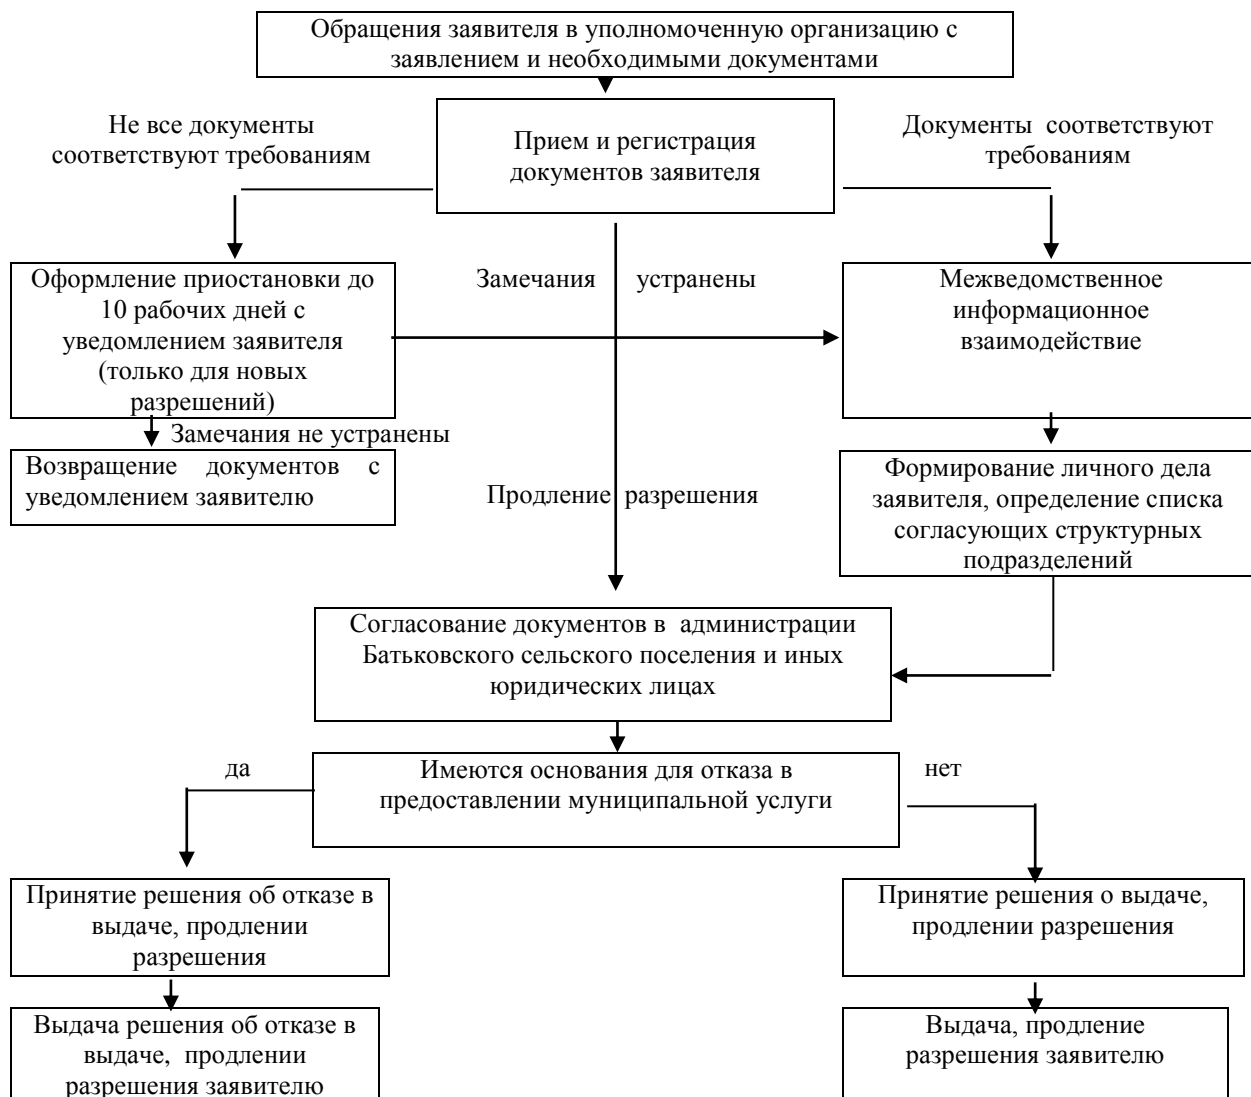 Обращения заявителя в уполномоченную организацию с
заявлением и необходимыми документами
Не все документы
соответствуют требованиям
Прием и регистрация
документов заявителя
Документы соответствуют
требованиям
Оформление приостановки до
10 рабочих дней с
уведомлением заявителя
(только для новых
разрешений)
Замечания устранены
Межведомственное
информационное
взаимодействие
Замечания не устранены
Возвращение документов с
уведомлением заявителю
Продление разрешения
Формирование личного дела
заявителя, определение списка
согласующих структурных
подразделений
Согласование документов в администрации
Батьковского сельского поселения и иных
юридических лицах
да
Имеются основания для отказа в
предоставлении муниципальной услуги
нет
Принятие решения об отказе в
выдаче, продлении
разрешения
Принятие решения о выдаче,
продлении разрешения
Выдача решения об отказе в
выдаче, продлении
разрешения заявителю
Выдача, продление
разрешения заявителю